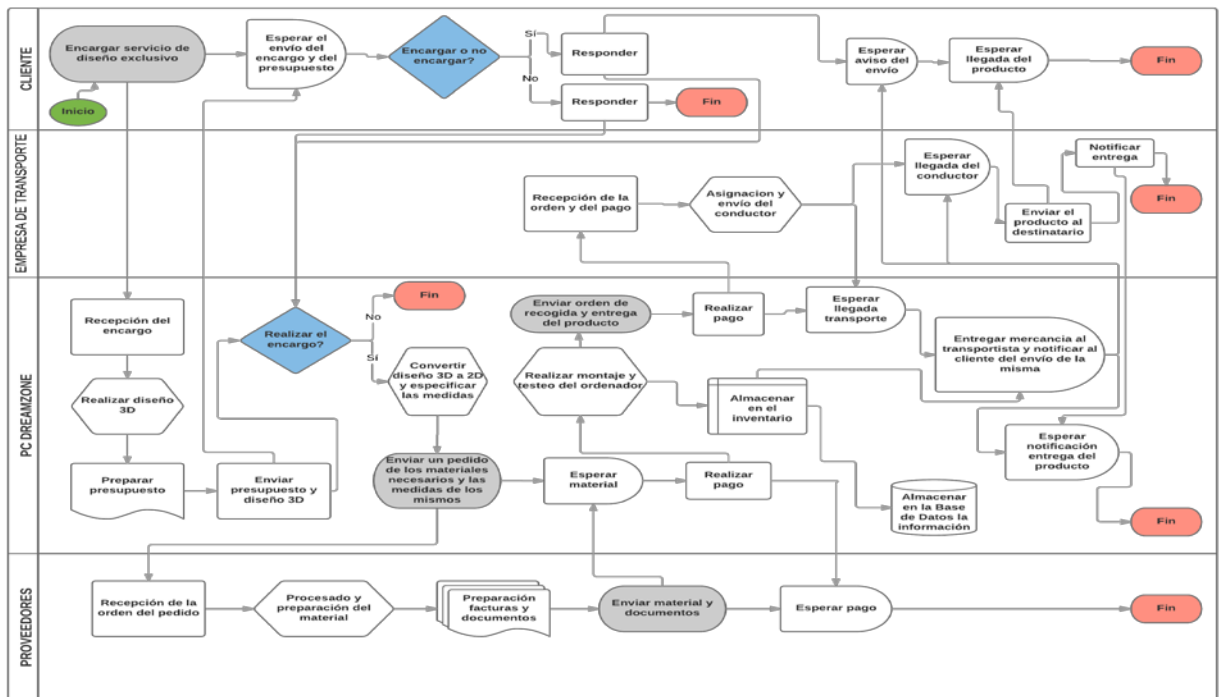 CLIENTE
Encargar servicio de
diseño exclusivo
Inicio
Esperar el
envío del
encargo y del
presupuesto
Encargar o no
encargar?
Sí
Responder
No
Responder
Fin
Esperar
aviso del
envío
Esperar
llegada del
producto
Fin
EMPRESA DE TRANSPORTE
Recepción de la
orden y del pago
Asignacion y
envío del
conductor
Esperar
llegada del
conductor
Enviar el
producto al
destinatario
Notificar
entrega
Fin
PC DREAMZONE
Recepción del
encargo
Realizar diseño
3D
Preparar
presupuesto
Enviar
presupuesto y
diseño 3D
Realizar el
encargo?
No
Fin
Sí
Convertir
diseño 3D a 2D
y especificar
las medidas
Enviar un pedido
de los materiales
necesarios y las
medidas de los
mismos
Enviar orden de
recogida y entrega
del producto
Realizar
pago
Realizar montaje y
testeo del ordenador
Almacenar
en el
inventario
Esperar
material
Realizar
pago
Esperar
llegada
transporte
Entregar mercancia al
transportista y notificar al
cliente del envío de la
misma
Esperar
notificación
entrega del
producto
Almacenar
en la Base
de Datos la
información
Fin
PROVEEDORES
Recepción de la
orden del pedido
Procesado y
preparación del
material
Preparación
facturas y
documentos
Enviar material y
documentos
Esperar pago
Fin